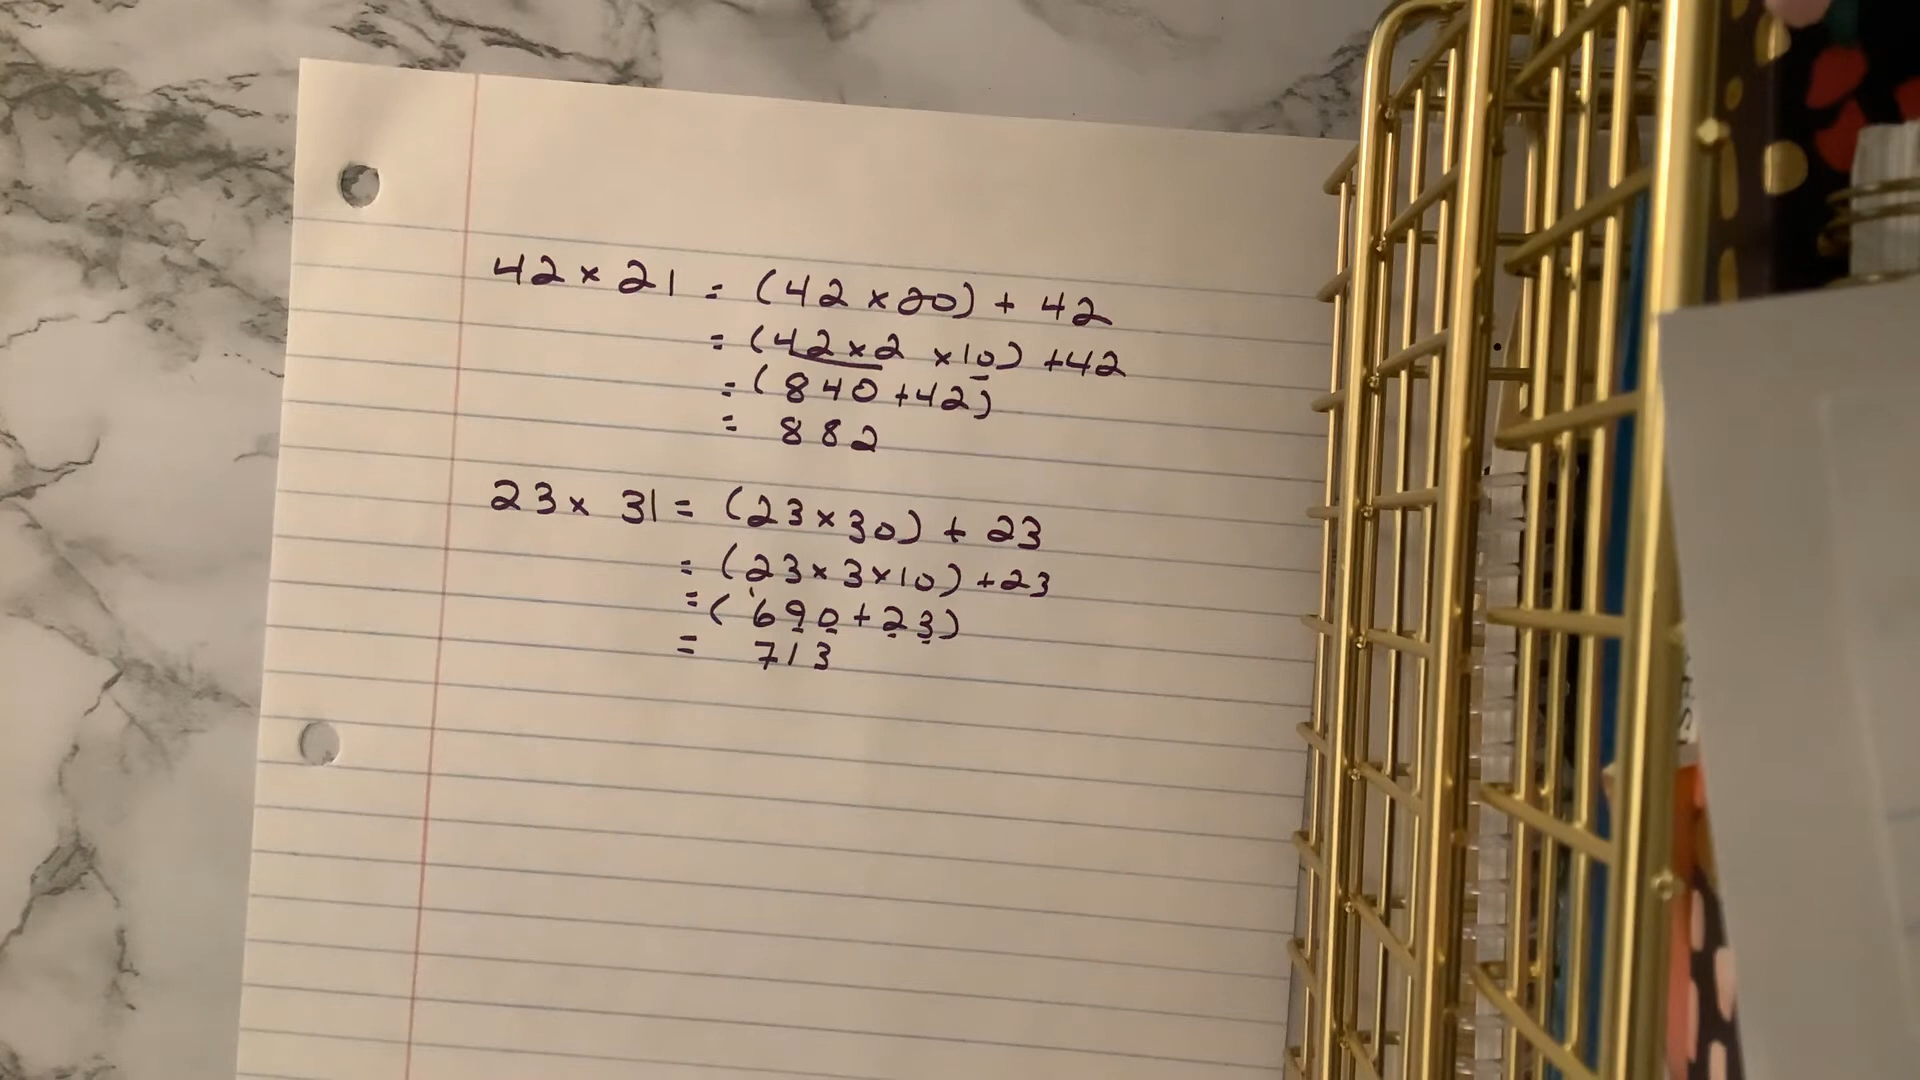 42 × 21 = (42 × 20) + 42
= (42 × 2 × 10) + 42
= (840 + 42)
= 882
23 × 31 = (23 × 30) + 23
= (23 × 3 × 10) + 23
= (690 + 23)
= 713